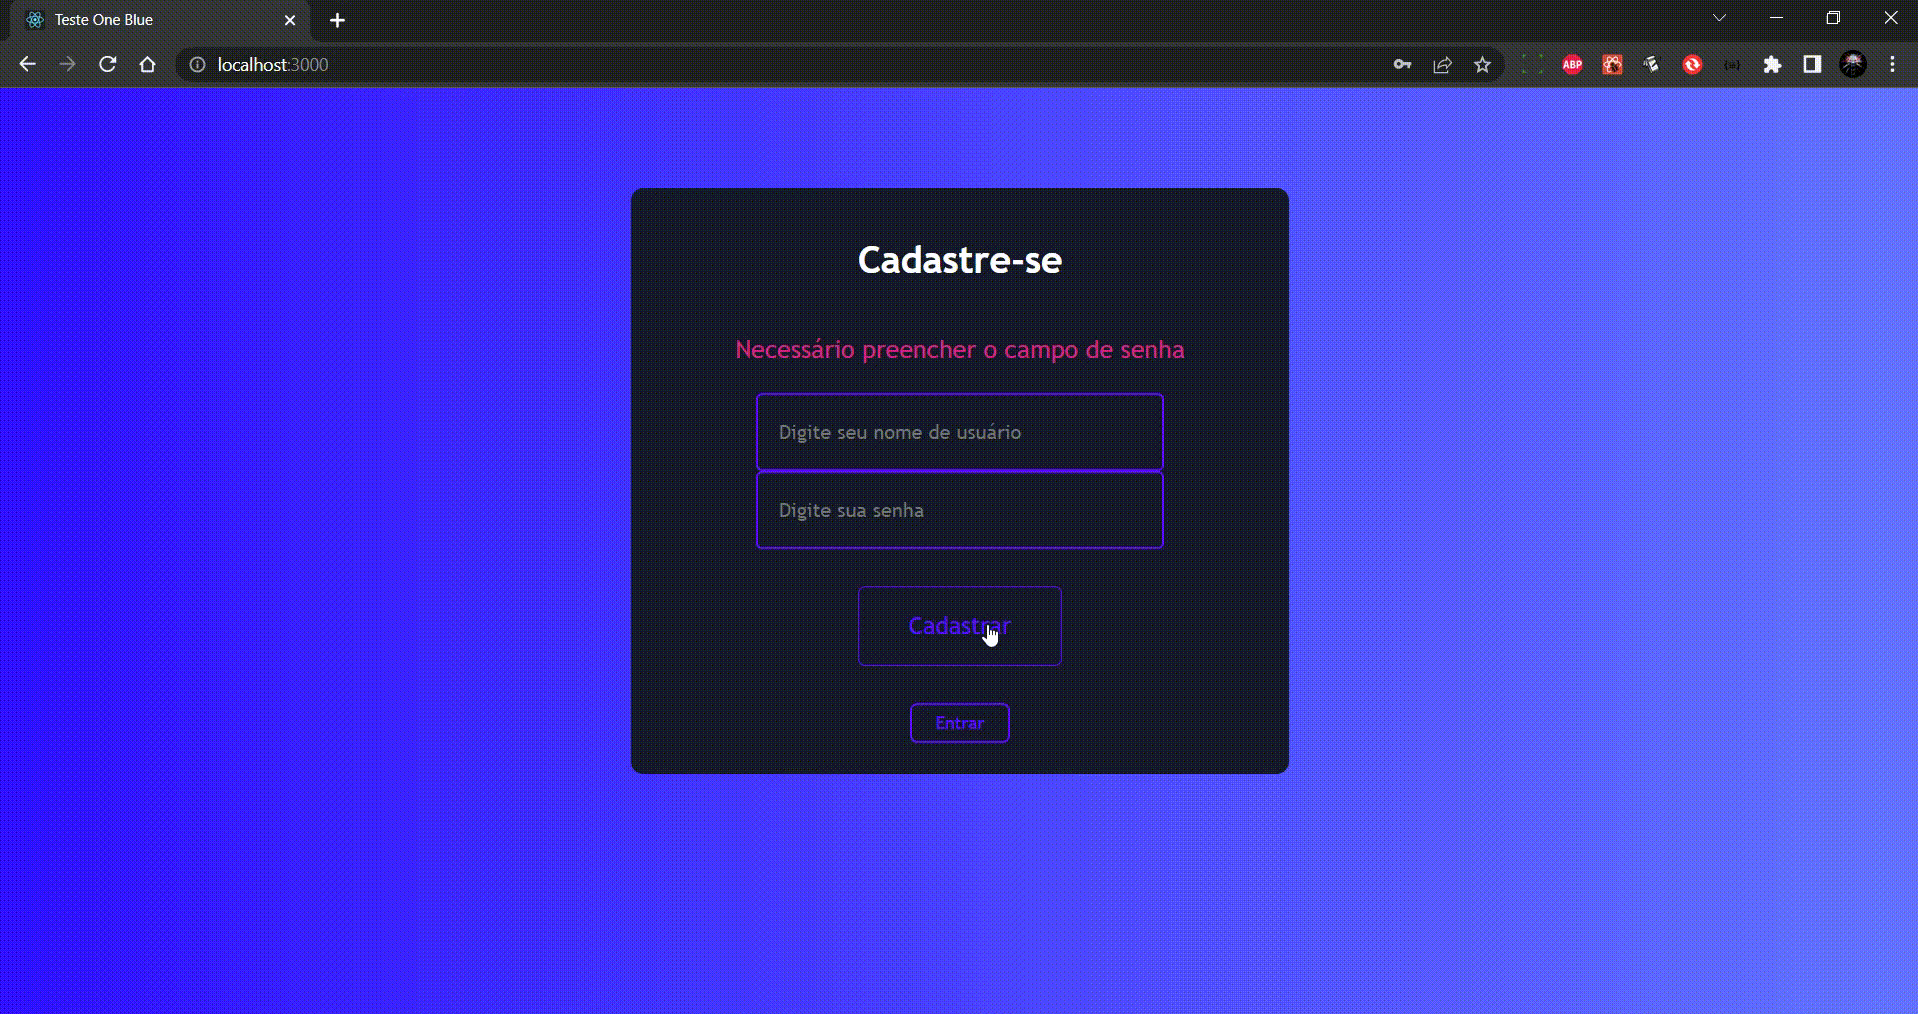 Teste One Blue
localhost:3000
ABP
Cadastre-se
Necessário preencher o campo de senha
Digite seu nome de usuário
Digite sua senha
Cadastrar
Entrar